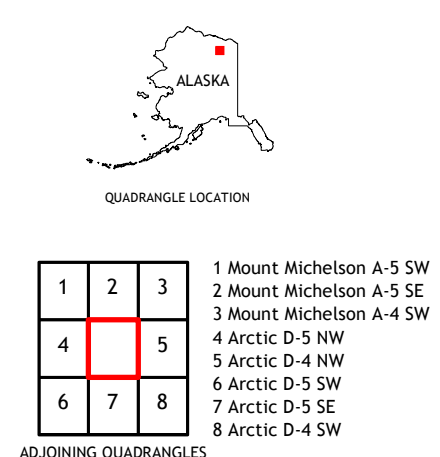 ALASKA
QUADRANGLE LOCATION
1 2 3
4 5
6 7 8
1 Mount Michelson A-5 SW
2 Mount Michelson A-5 SE
3 Mount Michelson A-4 SW
4 Arctic D-5 NW
5 Arctic D-4 NW
6 Arctic D-5 SW
7 Arctic D-5 SE
8 Arctic D-4 SW
ADJOINING QUADRANGLES